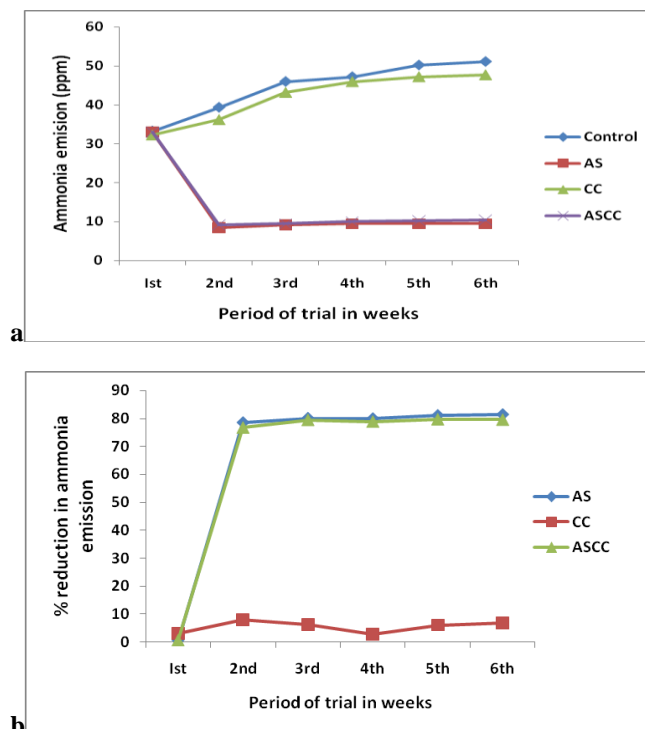 60
50
40
30
20
10
0
Ammonia emision (ppm)
Ist 2nd 3rd 4th 5th 6th
Period of trial in weeks
Control
AS
CC
ASCC
a
90
80
70
60
50
40
30
20
10
0
% reduction in ammonia
emission
Ist 2nd 3rd 4th 5th 6th
Period of trial in weeks
AS
CC
ASCC
b